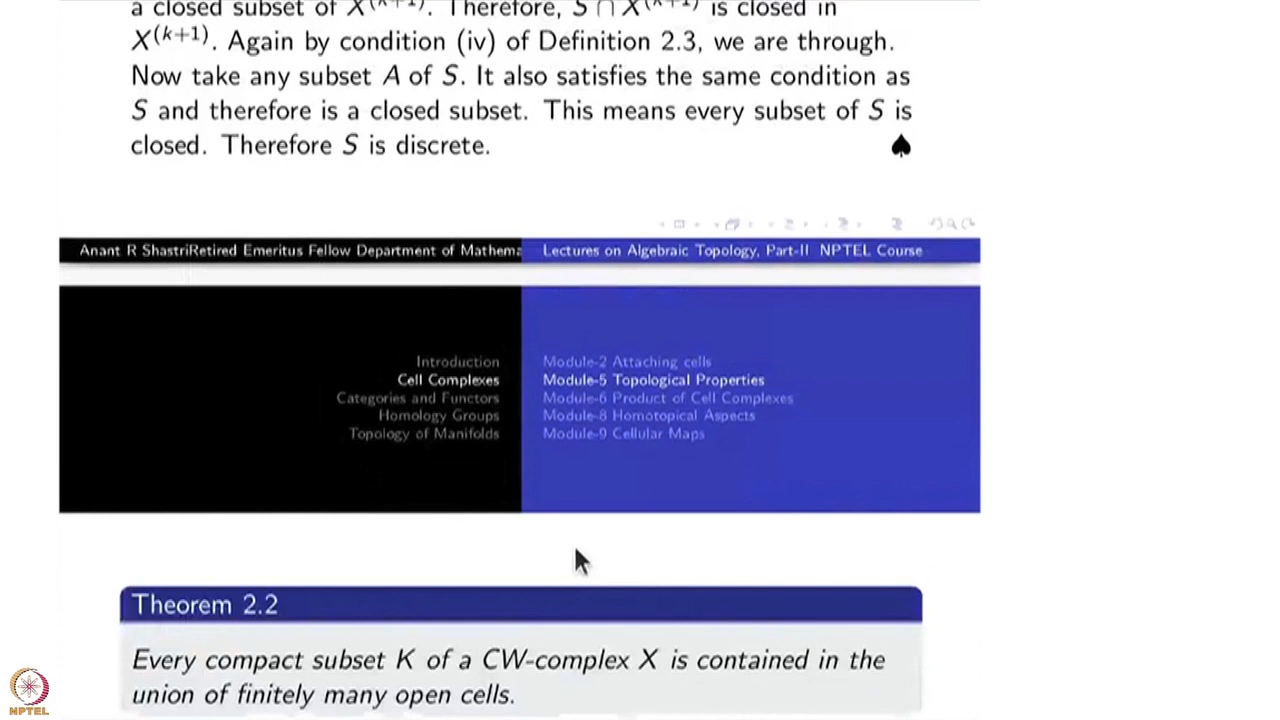 a closed subset of X^(k+1). Therefore, S ∩ X^(k+1) is closed in
X^(k+1). Again by condition (iv) of Definition 2.3, we are through.
Now take any subset A of S. It also satisfies the same condition as
S and therefore is a closed subset. This means every subset of S is
closed. Therefore S is discrete. ♠
Anant R ShastriRetired Emeritus Fellow Department of Mathema
Lectures on Algebraic Topology, Part-II NPTEL Course
Introduction
Cell Complexes
Categories and Functors
Homology Groups
Topology of Manifolds
Module-2 Attaching cells
Module-5 Topological Properties
Module-6 Product of Cell Complexes
Module-8 Homotopical Aspects
Module-9 Cellular Maps
Theorem 2.2
Every compact subset K of a CW-complex X is contained in the
union of finitely many open cells.
NPTEL